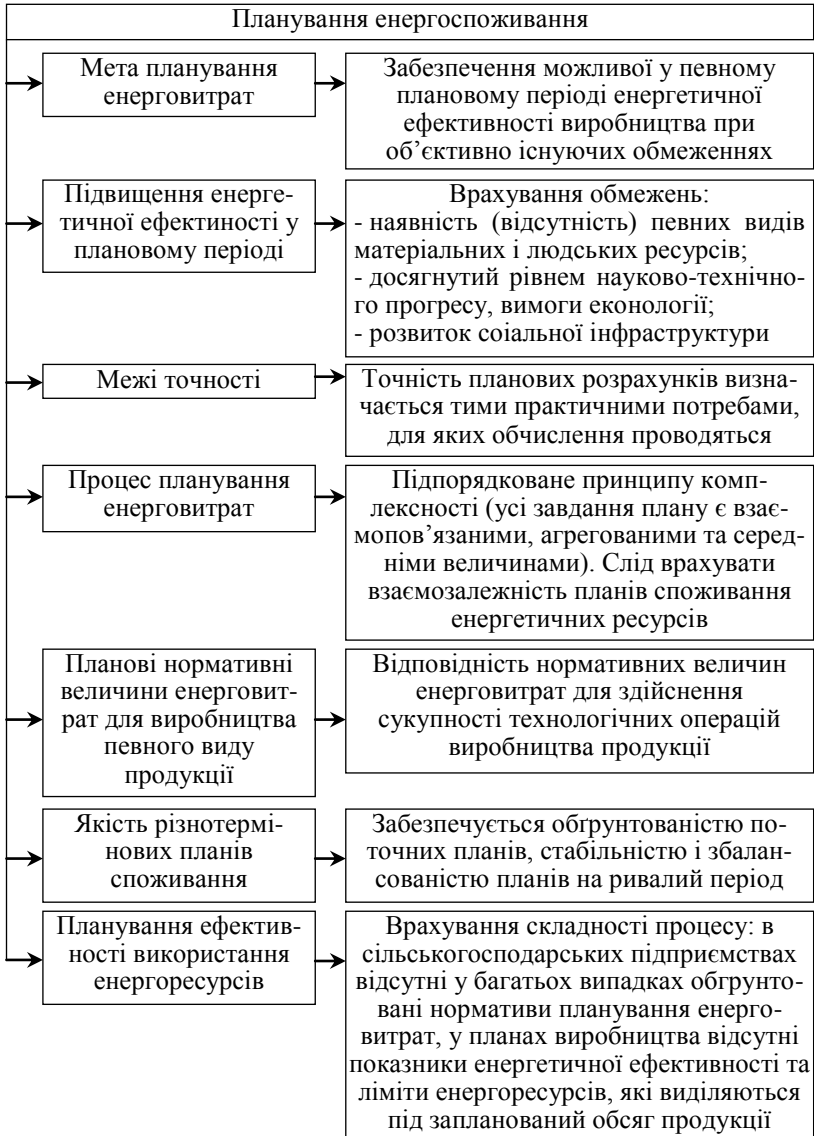 Планування енергоспоживання
Мета планування
енерговитрат
Забезпечення можливої у певному
плановому періоді енергетичної
ефективності виробництва при
об’єктивно існуючих обмеженнях
Підвищення енерге-
тичної ефектиності у
плановому періоді
Врахування обмежень:
- наявність (відсутність) певних видів
матеріальних і людських ресурсів;
- досягнутий рівнем науково-технічно-
го прогресу, вимоги еконології;
- розвиток соіальної інфраструктури
Межі точності
Точність планових розрахунків визна-
чається тими практичними потребами,
для яких обчислення проводяться
Процес планування
енерговитрат
Підпорядковане принципу комп-
лексності (усі завдання плану є взає-
мопов’язаними, агрегованими та серед-
німи величинами). Слід врахувати
взаємозалежність планів споживання
енергетичних ресурсів
Планові нормативні
величини енерговит-
рат для виробництва
певного виду
продукції
Відповідність нормативних величин
енерговитрат для здійснення
сукупності технологічних операцій
виробництва продукції
Якість різнотермі-
нових планів
споживання
Забезпечується обґрунтованістю по-
точних планів, стабільністю і збалан-
сованістю планів на ривалий період
Планування ефектив-
ності використання
енергоресурсів
Врахування складності процесу: в
сільськогосподарських підприємствах
відсутні у багатьох випадках обгрунто-
вані нормативи планування енерго-
витрат, у планах виробництва відсутні
показники енергетичної ефективності та
ліміти енергоресурсів, які виділяються
під запланований обсяг продукції